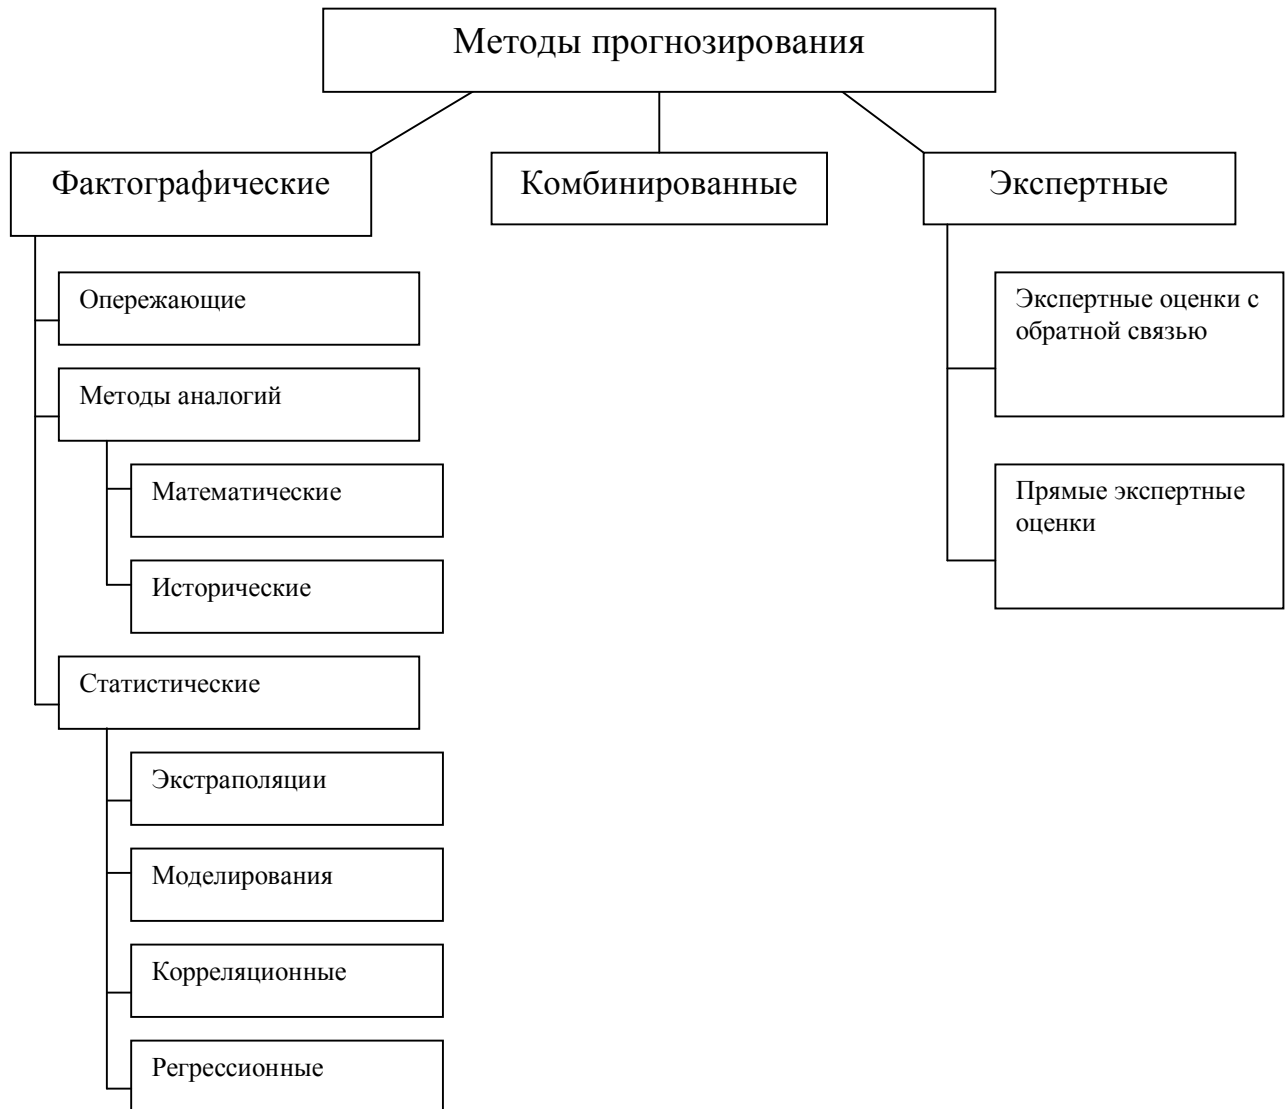 Методы прогнозирования
Фактографические
Комбинированные
Экспертные
Опережающие
Методы аналогий
Математические
Исторические
Статистические
Экстраполяции
Моделирования
Корреляционные
Регрессионные
Экспертные оценки с
обратной связью
Прямые экспертные
оценки